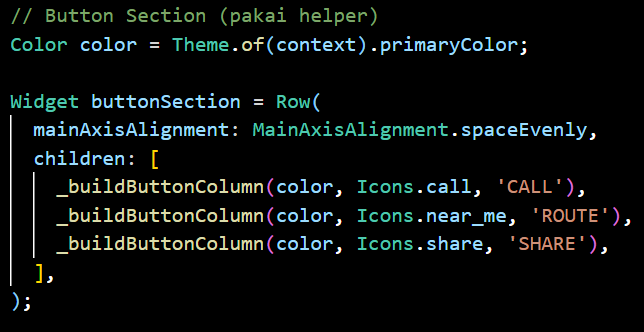 // Button Section (pakai helper)
Color color = Theme.of(context).primaryColor;

Widget buttonSection = Row(
  mainAxisAlignment: MainAxisAlignment.spaceEvenly,
  children: [
    _buildButtonColumn(color, Icons.call, 'CALL'),
    _buildButtonColumn(color, Icons.near_me, 'ROUTE'),
    _buildButtonColumn(color, Icons.share, 'SHARE'),
  ],
);